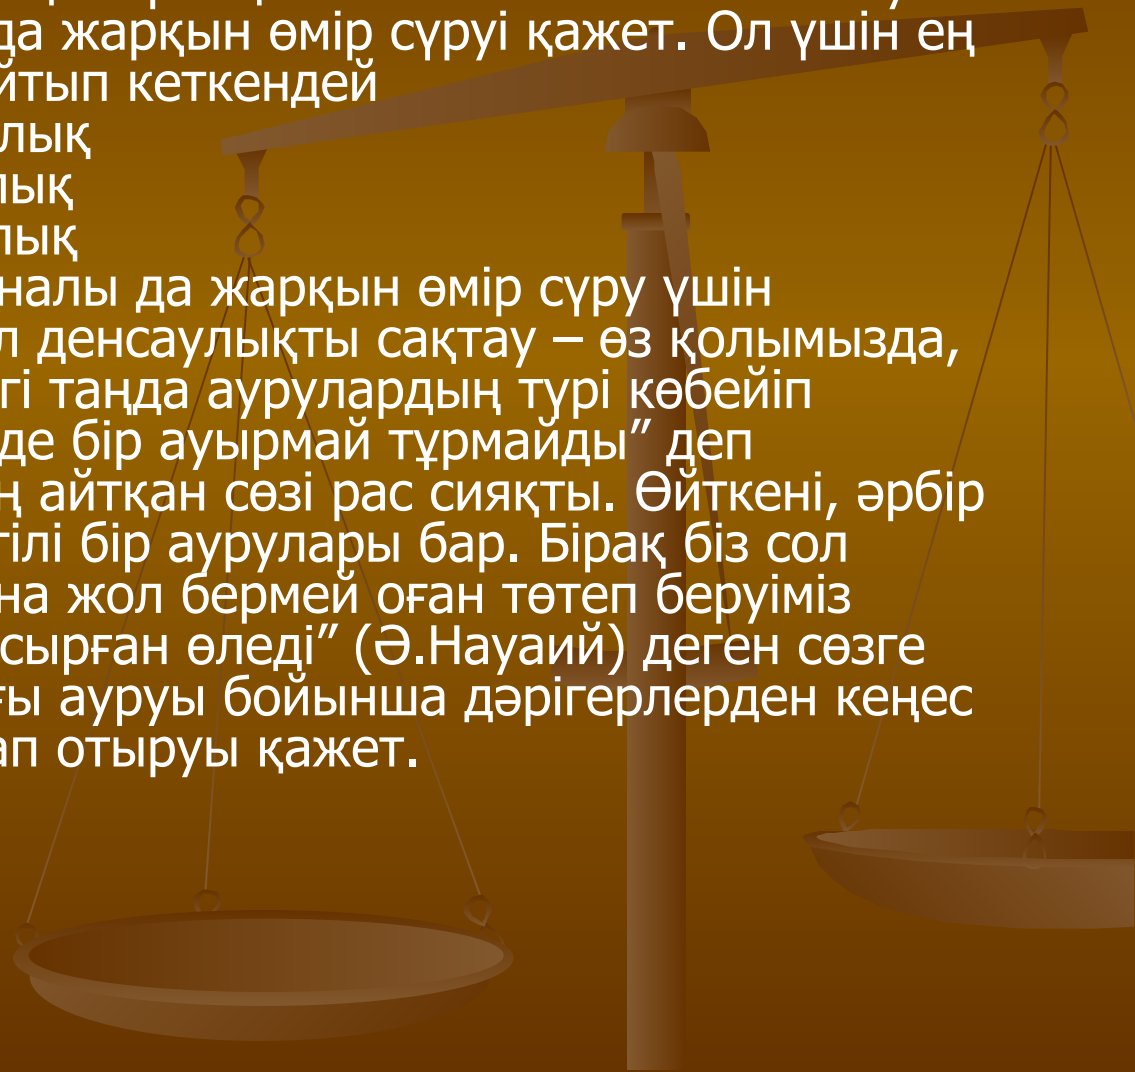 да жарқын өмір сүруі қажет. Ол үшін ең
йтып кеткендей
лық
лық
лық
налы да жарқын өмір сүру үшін
л денсаулықты сақтау – өз қолымызда,
гі таңда аурулардың түрі көбейіп
де бір ауырмай тұрмайды” деп
ң айтқан сөзі рас сияқты. Өйткені, әрбір
гілі бір аурулары бар. Бірақ біз сол
на жол бермей оған төтеп беруіміз
сырған өледі” (Ә.Науаий) деген сөзге
ғы ауруы бойынша дәрігерлерден кеңес
ап отыруы қажет.